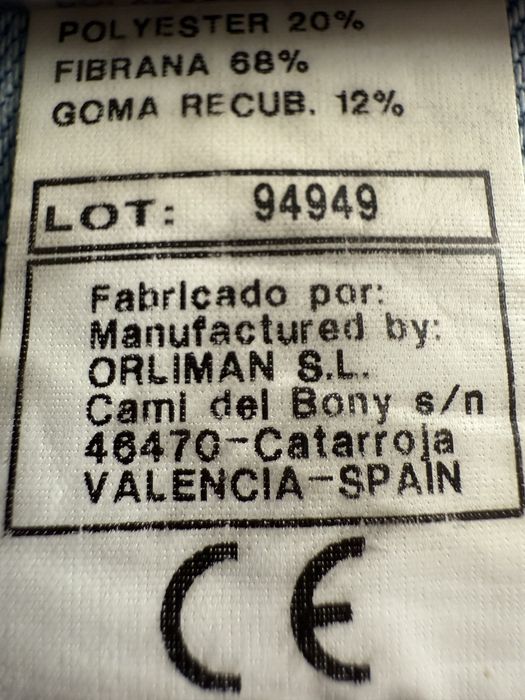 POLYESTER 20%
FIBRANA 68%
GOMA RECUB. 12%
LOT: 94949
Fabricado por:
Manufactured by:
ORLIMAN S.L.
Cami del Bony s/n
46470-Catarroja
VALENCIA-SPAIN
CE